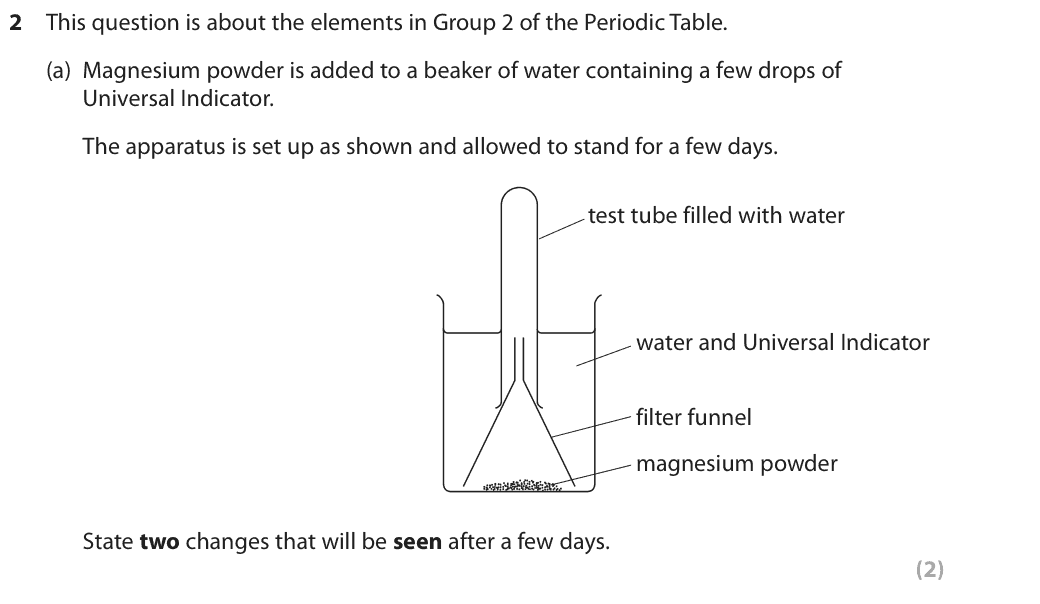 2 This question is about the elements in Group 2 of the Periodic Table.
(a) Magnesium powder is added to a beaker of water containing a few drops of
Universal Indicator.
The apparatus is set up as shown and allowed to stand for a few days.
test tube filled with water
water and Universal Indicator
filter funnel
magnesium powder
State two changes that will be seen after a few days.
(2)